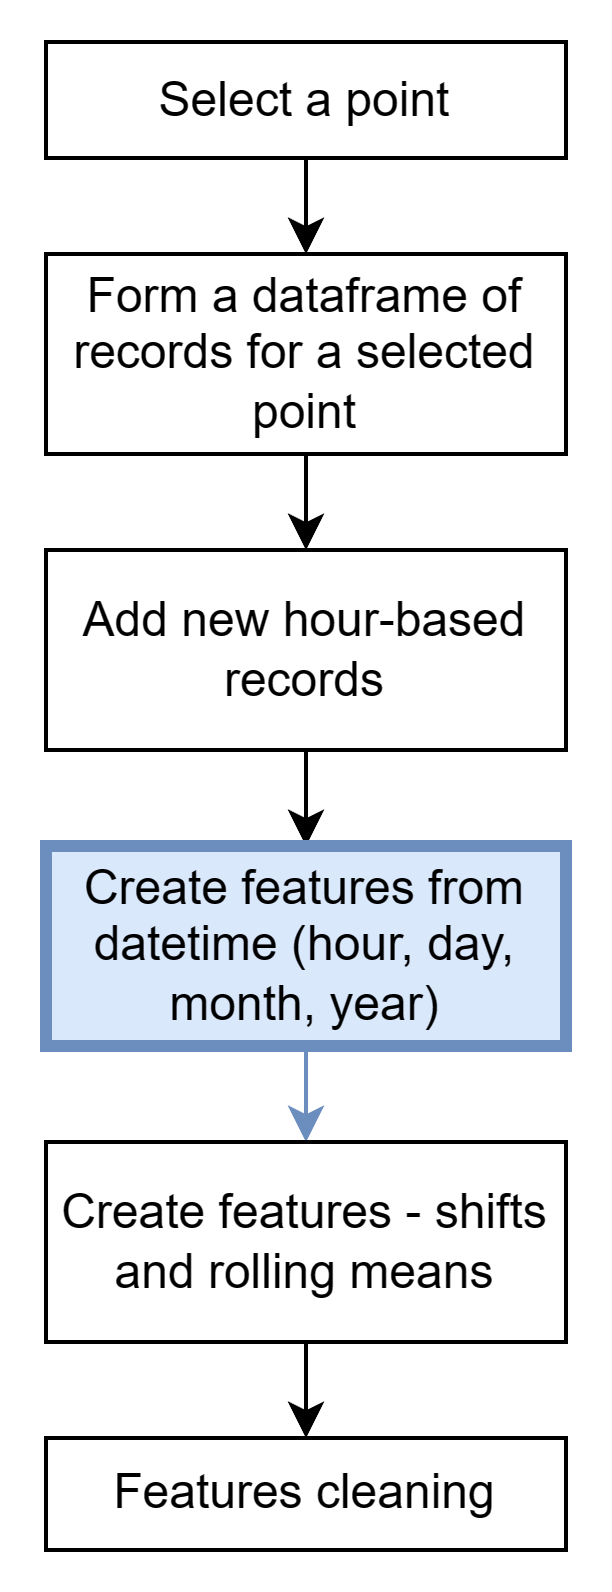 Select a point
Form a dataframe of
records for a selected
point
Add new hour-based
records
Create features from
datetime (hour, day,
month, year)
Create features - shifts
and rolling means
Features cleaning